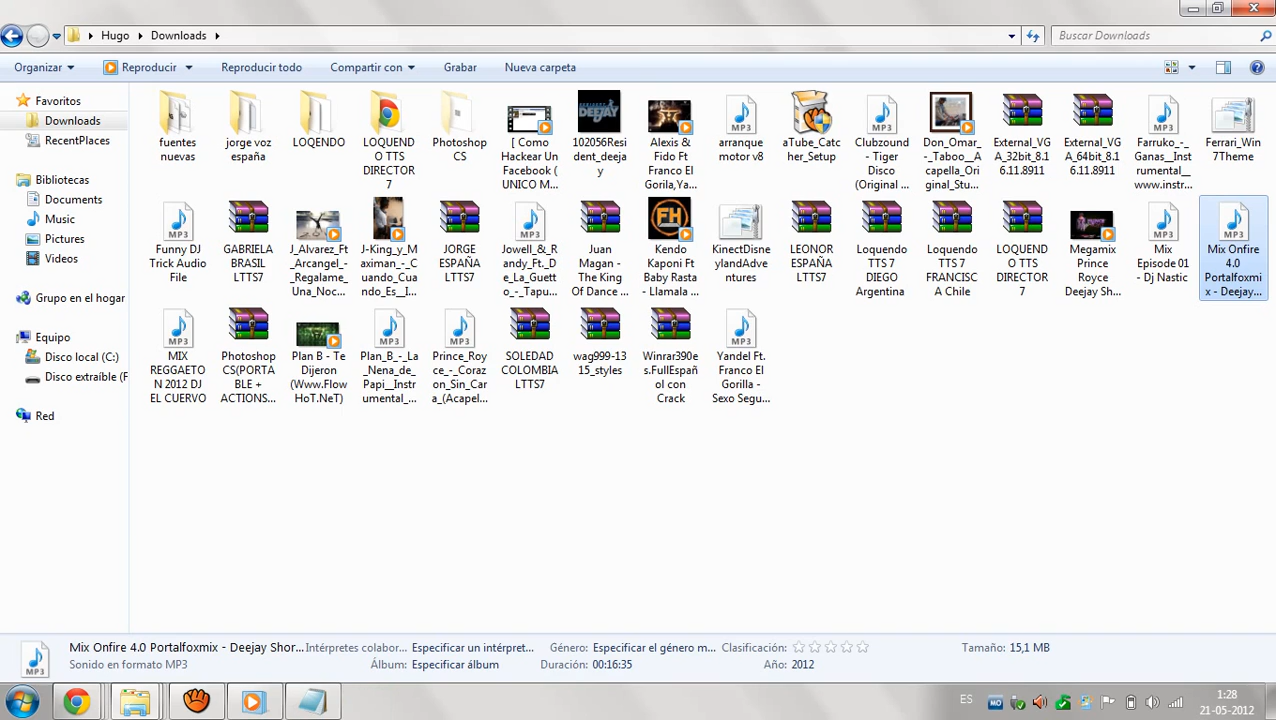 Hugo Downloads
Buscar Downloads
Organizar Reproducir Reproducir todo Compartir con Grabar Nueva carpeta
Favoritos
Downloads
RecentPlaces
Bibliotecas
Documents
Music
Pictures
Videos
Grupo en el hogar
Equipo
Disco local (C:)
Disco extraíble (F
Red
fuentes
nuevas
jorge voz
españa
LOQENDO
LOQUEND
O TTS
DIRECTOR
7
Photoshop
CS
[ Como
Hackear Un
Facebook (
UNICO M...
102056Resi
dent_deeja
y
Alexis &
Fido Ft
Franco El
Gorila,Ya...
arranque
motor v8
aTube_Catc
her_Setup
Clubzound
- Tiger
Disco
(Original ...
Don_Omar_
-_Taboo__A
capella_Ori
ginal_Stu...
External_VG
A_32bit_8.1
6.11.8911
External_VG
A_64bit_8.1
6.11.8911
Farruko_-_
Ganas__Inst
rumental__
www.instr...
Ferrari_Win
7Theme
Funny DJ
Trick Audio
File
GABRIELA
BRASIL
LTTS7
J_Alvarez_Ft
_Arcangel_-
_Regalame_
Una_Noc...
J-King_y_M
aximan_-_C
uando_Cua
ndo_Es__I...
JORGE
ESPAÑA
LTTS7
Jowell_&_R
andy_Ft._D
e_La_Guett
o_-_Tapu...
Juan
Magan -
The King
Of Dance ...
Kendo
Kaponi Ft
Baby Rasta
- Llamala ...
KinectDisne
ylandAdve
ntures
LEONOR
ESPAÑA
LTTS7
Loquendo
TTS 7
DIEGO
Argentina
Loquendo
TTS 7
FRANCISC
A Chile
LOQUEND
O TTS
DIRECTOR
7
Megamix
Prince
Royce
Deejay Sh...
Mix
Episode 01
- Dj Nastic
Mix Onfire
4.0
Portalfoxmi
x - Deejay...
MIX
REGGAETO
N 2012 DJ
EL CUERVO
Photoshop
CS(PORTA
BLE +
ACTIONS...
Plan B - Te
Dijeron
(Www.Flow
HoT.NeT)
Plan_B_-_La
_Nena_de_
Papi__Instr
umental_...
Prince_Roy
ce_-_Coraz
on_Sin_Car
a_(Acapel...
SOLEDAD
COLOMBIA
LTTS7
wag999-13
15_styles
Winrar390e
s.FullEspañ
ol con
Crack
Yandel Ft.
Franco El
Gorilla -
Sexo Segu...
Mix Onfire 4.0 Portalfoxmix - Deejay Shor... Intérpretes colabor... Especificar un intérpret... Género: Especificar el género m... Clasificación: Tamaño: 15,1 MB
Sonido en formato MP3 Álbum: Especificar álbum Duración: 00:16:35 Año: 2012
ES
1:28
21-05-2012